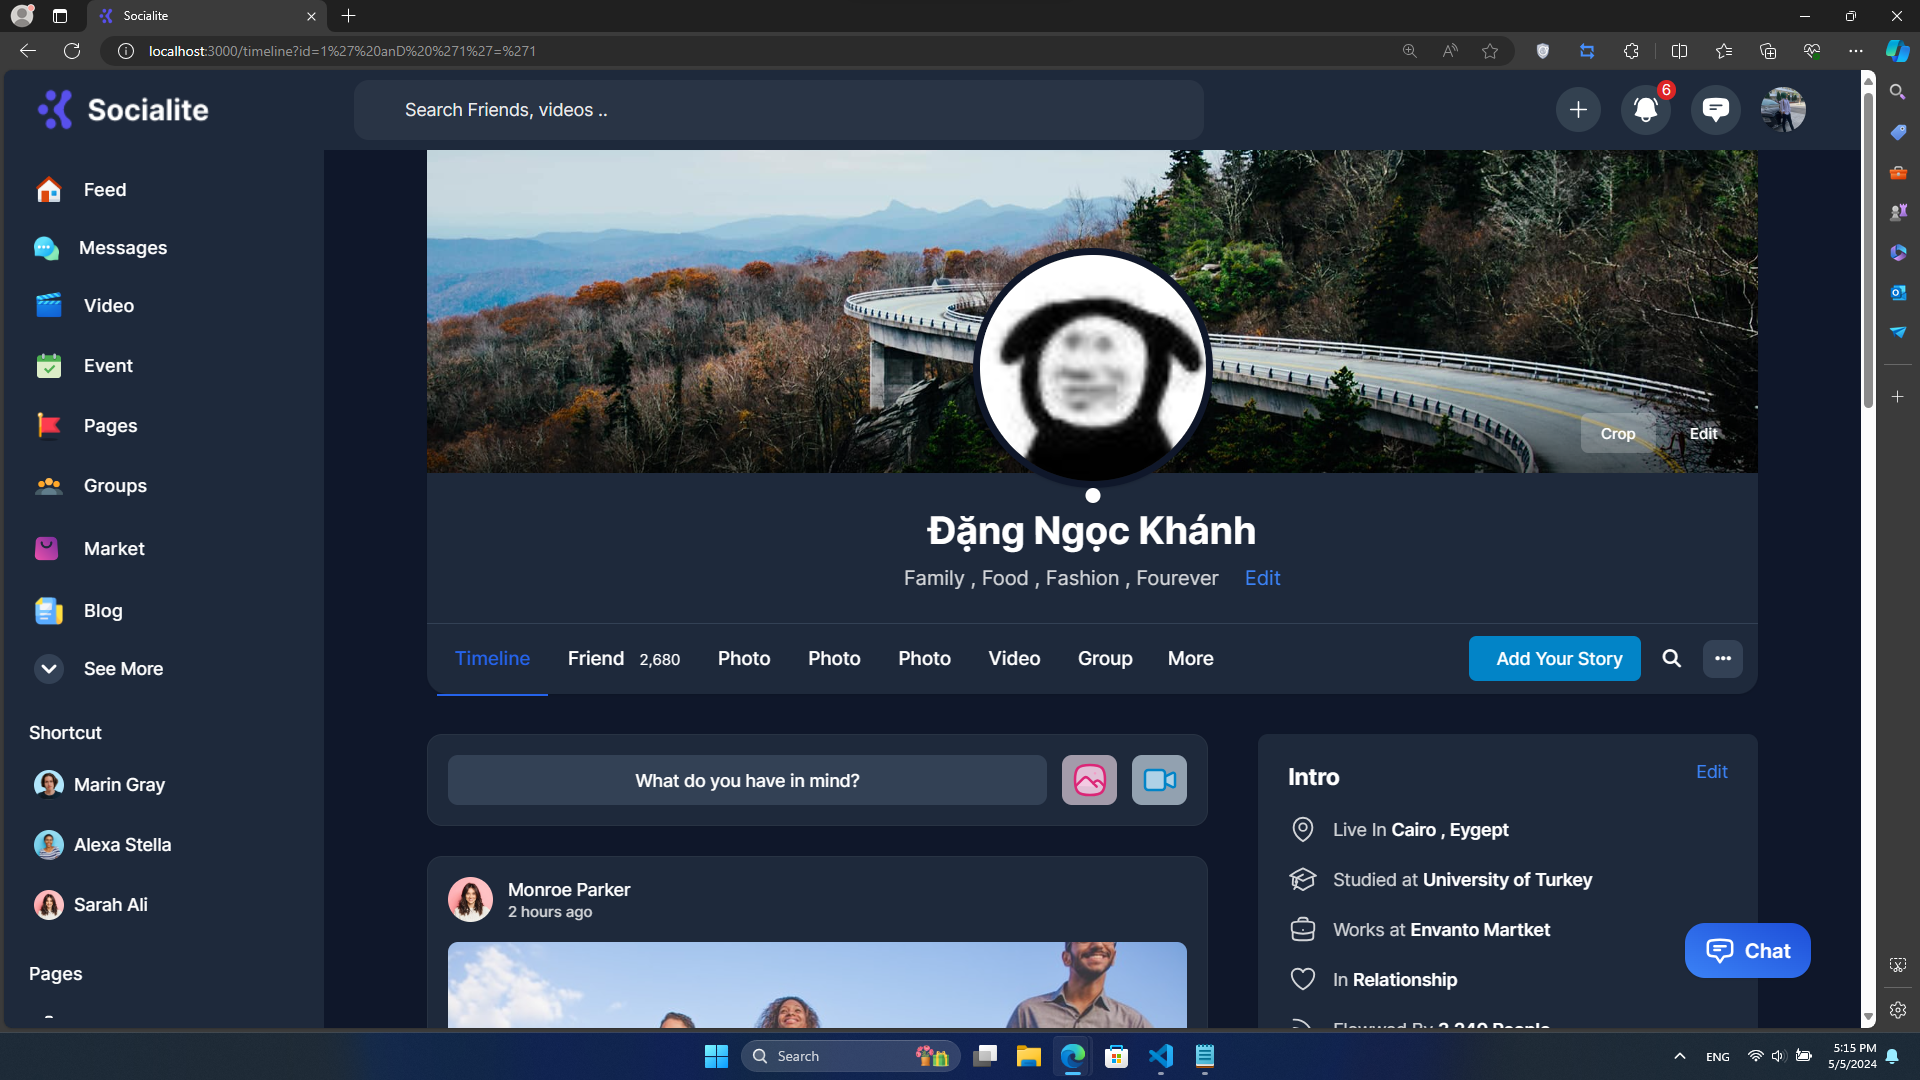 Socialite
localhost:3000/timeline?id=1%27%20anD%20%271%27=%271
Socialite
Search Friends, videos ..
6
Feed
Messages
Video
Event
Pages
Groups
Market
Blog
See More
Shortcut
Marin Gray
Alexa Stella
Sarah Ali
Pages
Crop
Edit
Đặng Ngọc Khánh
Family , Food , Fashion , Fourever Edit
Timeline
Friend 2,680
Photo
Photo
Photo
Video
Group
More
Add Your Story
What do you have in mind?
Monroe Parker
2 hours ago
Intro
Edit
Live In Cairo , Eygept
Studied at University of Turkey
Works at Envanto Martket
In Relationship
Flowwed By 3,240 People
Chat
Search
ENG
5:15 PM
5/5/2024